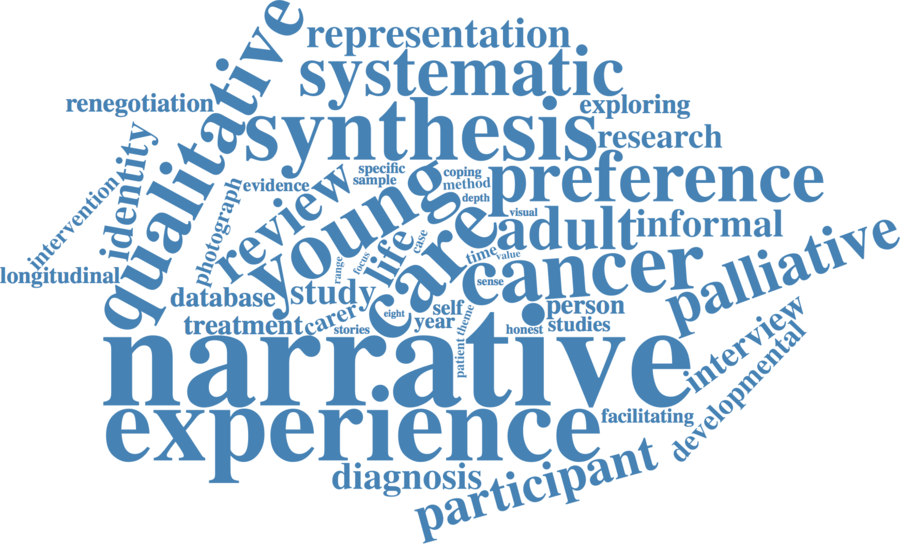 representation
systematic
renegotiation
qualitative
synthesis
exploring
research
identity
intervention
longitudinal
photograph
evidence
specific
sample
coping
method
depth
visual
preference
review
young
care
adult
informal
life
case
focus
range
time
value
cancer
sense
palliative
database
study
treatment
carer
stories
eight
self
year
person
studies
honest
theme
patient
narrative
interview
developmental
experience
facilitating
diagnosis
participant